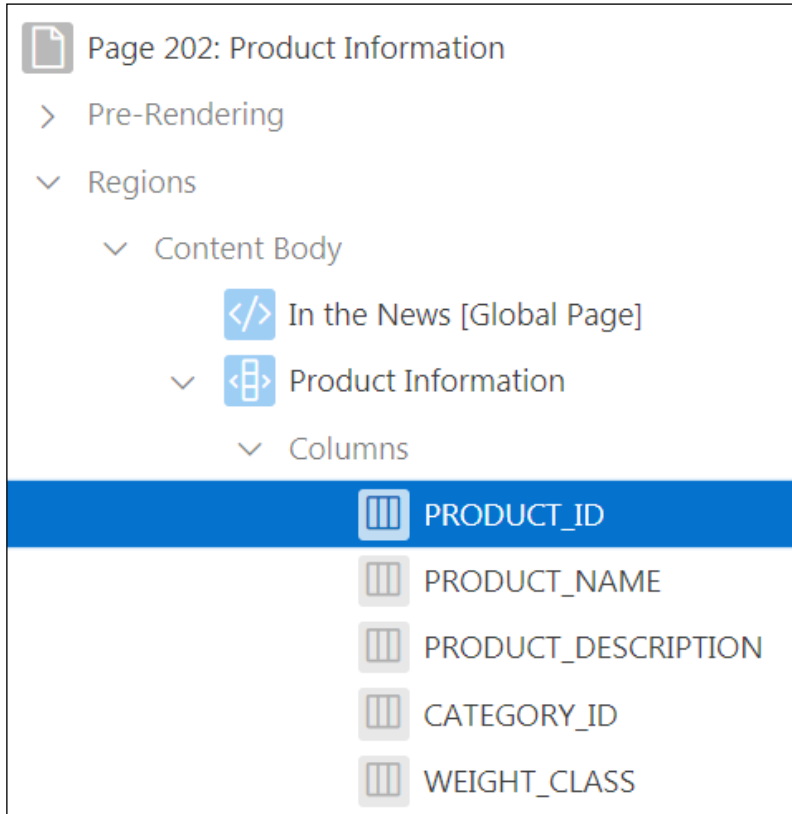 Page 202: Product Information
Pre-Rendering
Regions
Content Body
In the News [Global Page]
Product Information
Columns
PRODUCT_ID
PRODUCT_NAME
PRODUCT_DESCRIPTION
CATEGORY_ID
WEIGHT_CLASS